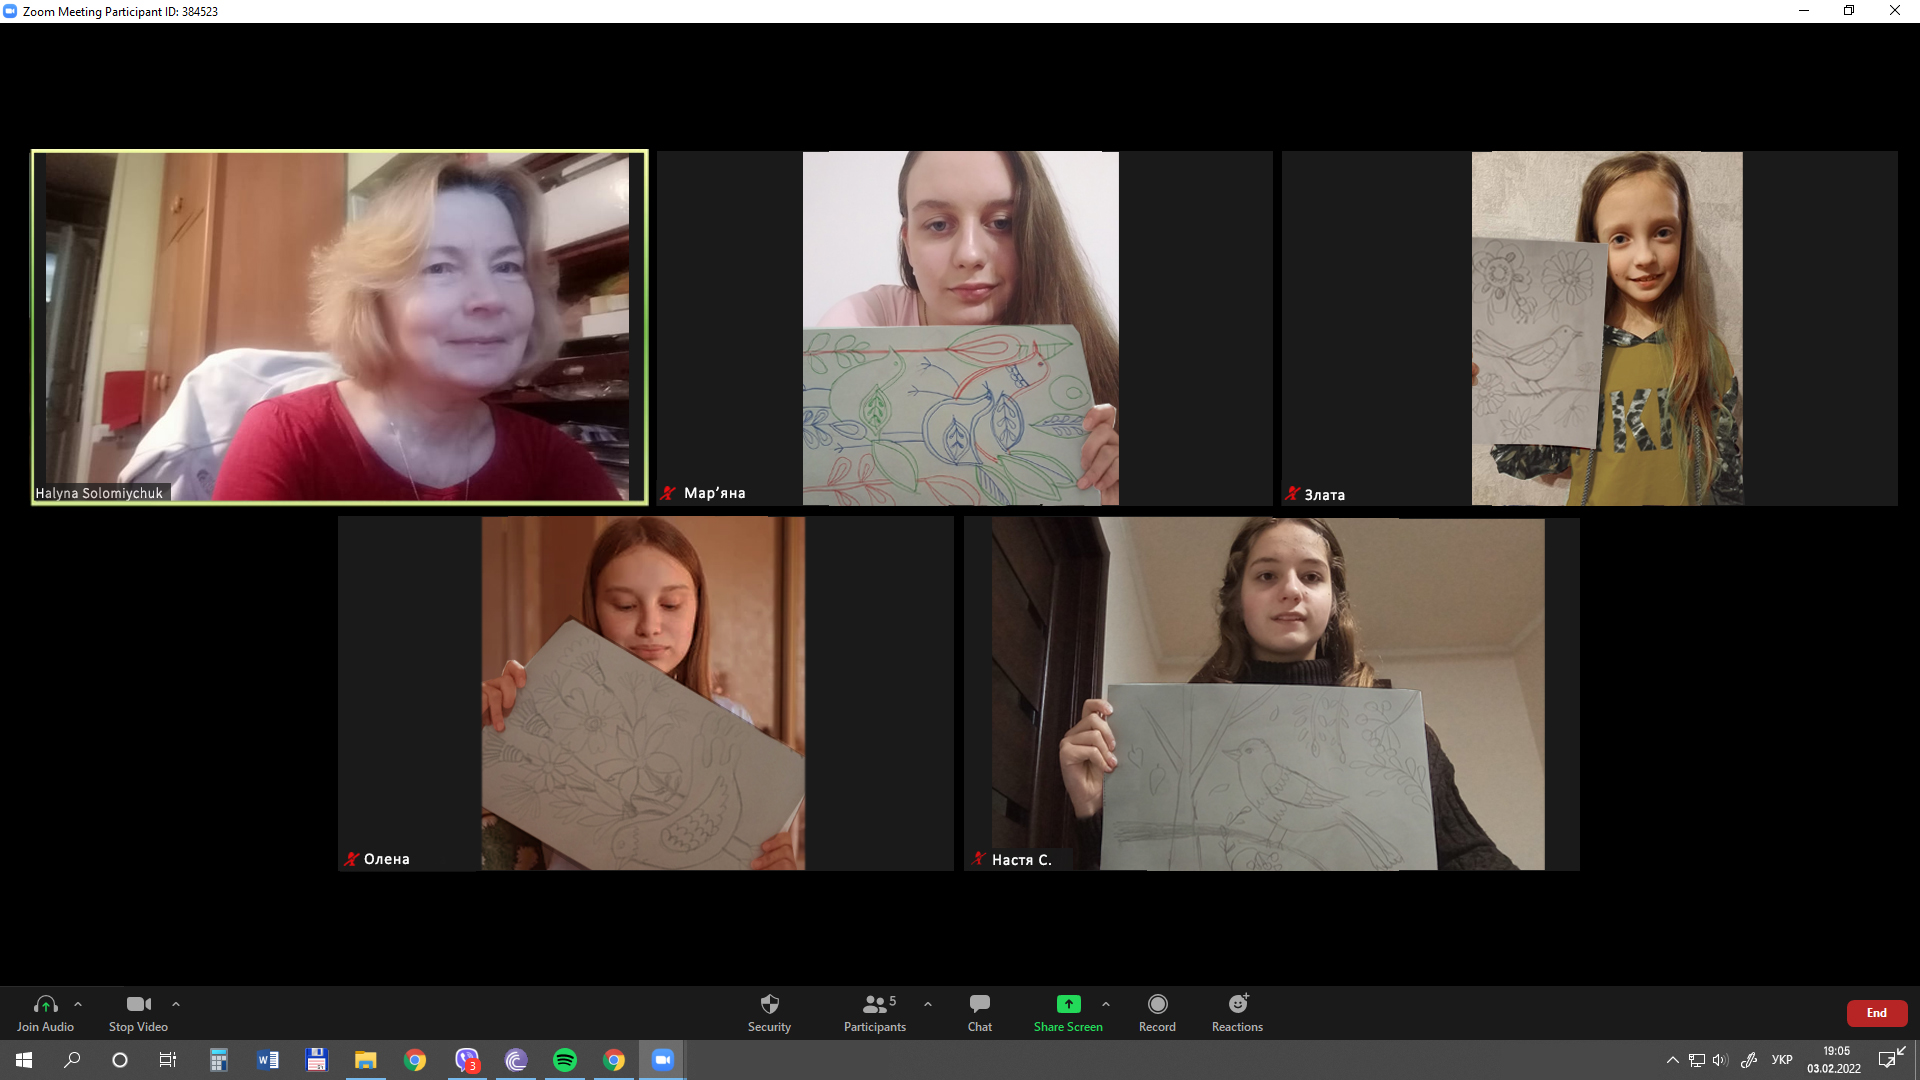 Zoom Meeting Participant ID: 384523
Halyna Solomiychuk
Мар’яна
Злата
Олена
Настя С.
Join Audio
Stop Video
Security
5
Participants
Chat
Share Screen
Record
Reactions
End
3
УКР
19:05
03.02.2022